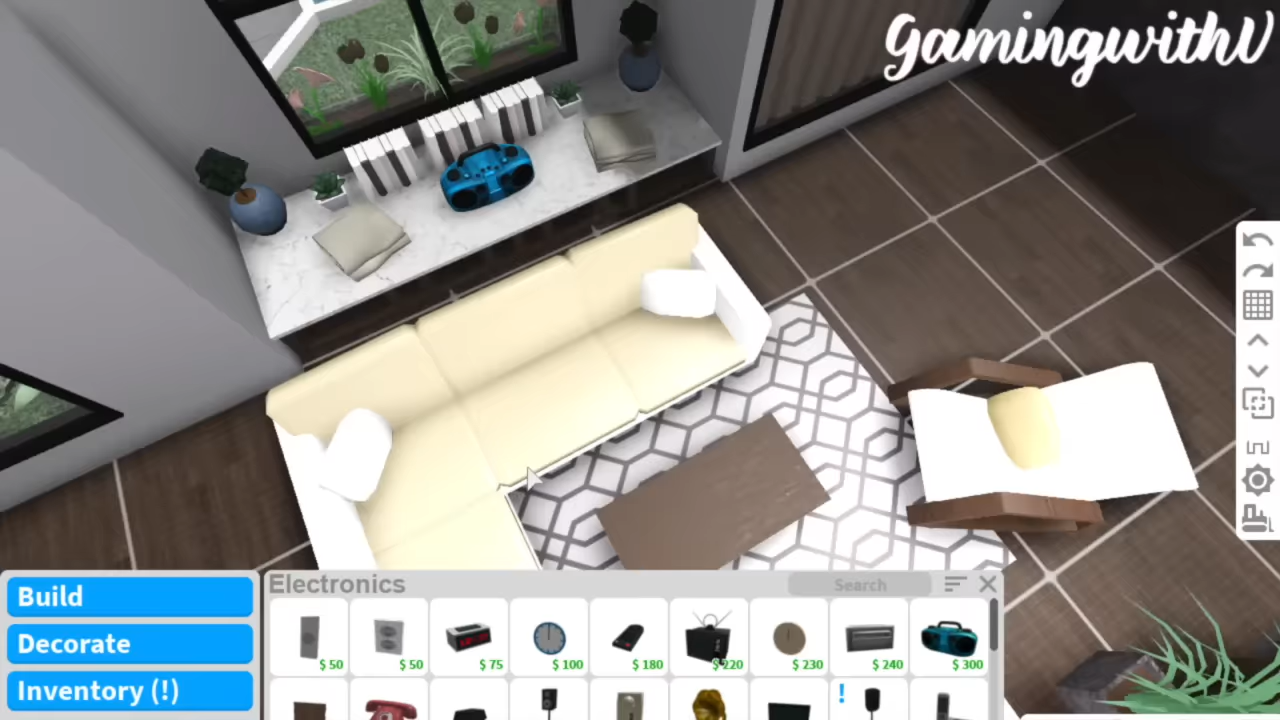 GamingwithV
Build
Decorate
Inventory (!)
Electronics
Search
$ 50
$ 50
$ 75
$ 100
$ 180
$ 220
$ 230
$ 240
$ 300
!